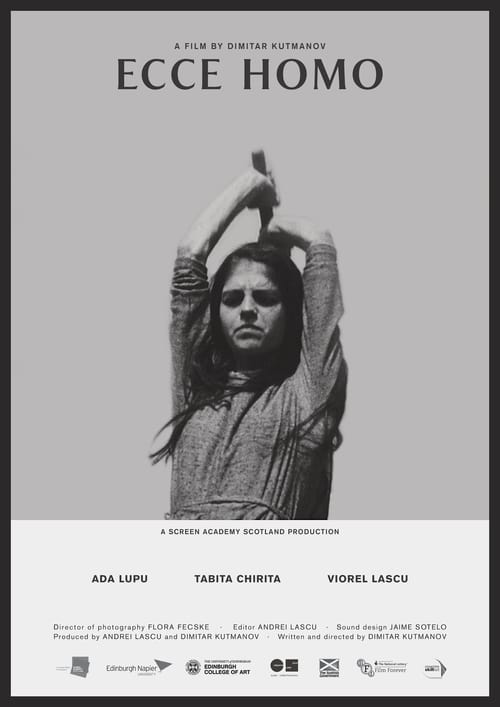 A FILM BY DIMITAR KUTMANOV
ECCE HOMO
A SCREEN ACADEMY SCOTLAND PRODUCTION
ADA LUPU TABITA CHIRITA VIOREL LASCU
Director of photography FLORA FECSKE · Editor ANDREI LASCU · Sound design JAIME SOTELO
Produced by ANDREI LASCU and DIMITAR KUTMANOV · Written and directed by DIMITAR KUTMANOV
Edinburgh Napier
UNIVERSITY
EDINBURGH
COLLEGE OF ART
BFI
Film Forever